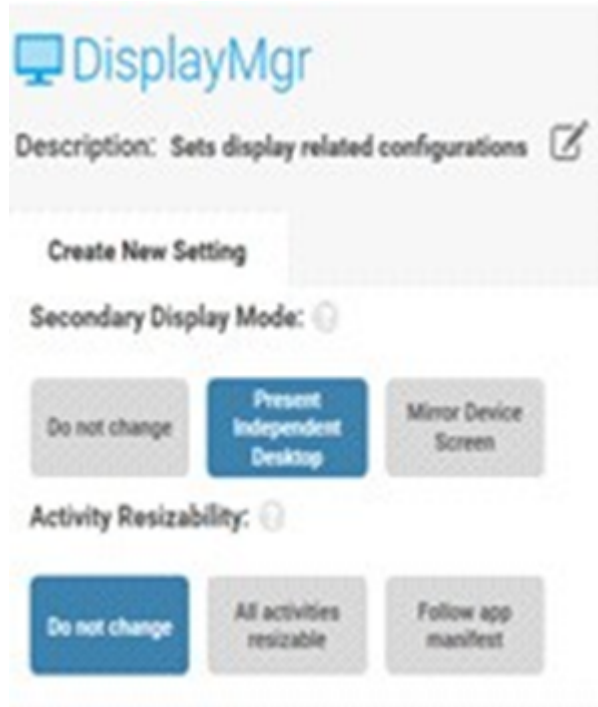 DisplayMgr
Description: Sets display related configurations
Create New Setting
Secondary Display Mode:
Do not change
Present
Independent
Desktop
Mirror Device
Screen
Activity Resizability:
Do not change
All activities
resizable
Follow app
manifest